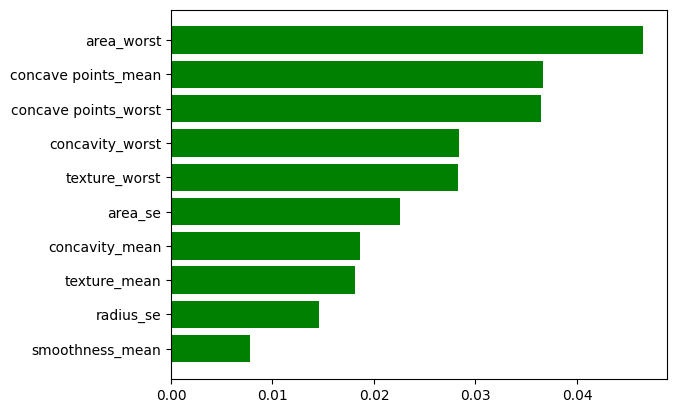 area_worst
concave points_mean
concave points_worst
concavity_worst
texture_worst
area_se
concavity_mean
texture_mean
radius_se
smoothness_mean
0.00 0.01 0.02 0.03 0.04